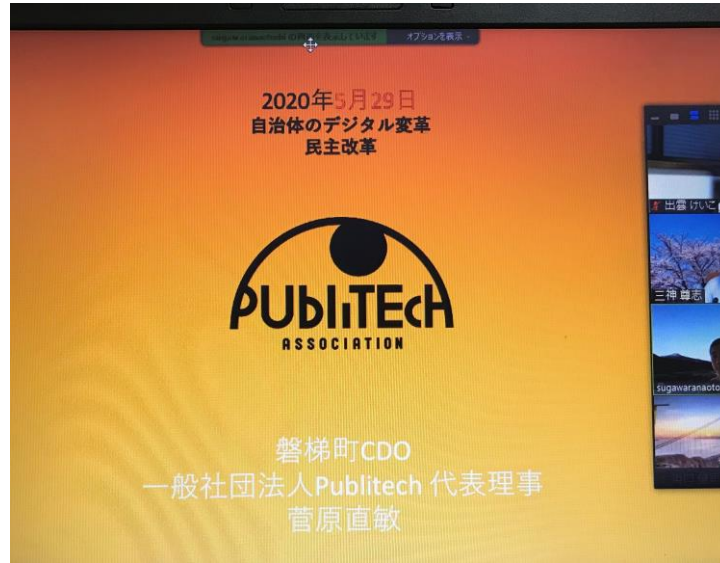 オプションを表示
2020年5月29日
自治体のデジタル変革
民主改革
PUbliTEcH
ASSOCIATION
磐梯町CDO
一般社団法人Publitech 代表理事
菅原直敏
出雲 けいこ
三神 尊志
sugawaranaoto